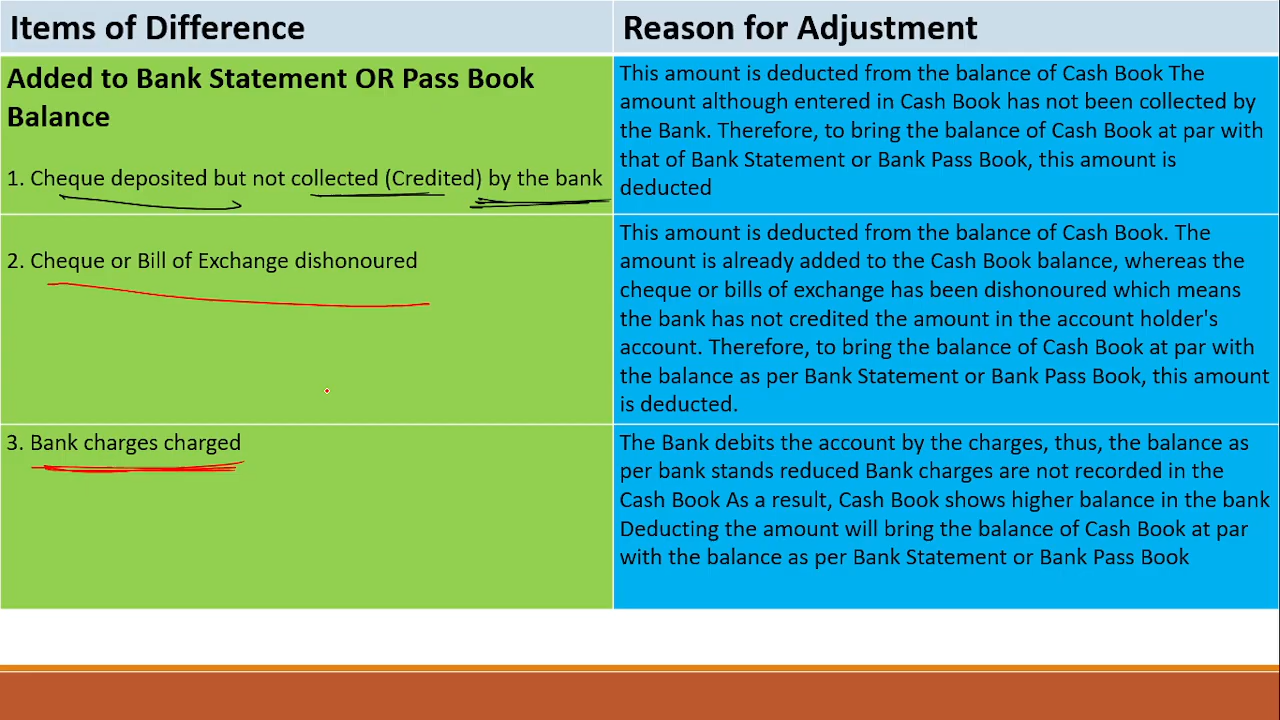 Items of Difference
Reason for Adjustment
Added to Bank Statement OR Pass Book
Balance
1. Cheque deposited but not collected (Credited) by the bank
This amount is deducted from the balance of Cash Book The
amount although entered in Cash Book has not been collected by
the Bank. Therefore, to bring the balance of Cash Book at par with
that of Bank Statement or Bank Pass Book, this amount is
deducted
2. Cheque or Bill of Exchange dishonoured
This amount is deducted from the balance of Cash Book. The
amount is already added to the Cash Book balance, whereas the
cheque or bills of exchange has been dishonoured which means
the bank has not credited the amount in the account holder's
account. Therefore, to bring the balance of Cash Book at par with
the balance as per Bank Statement or Bank Pass Book, this amount
is deducted.
3. Bank charges charged
The Bank debits the account by the charges, thus, the balance as
per bank stands reduced Bank charges are not recorded in the
Cash Book As a result, Cash Book shows higher balance in the bank
Deducting the amount will bring the balance of Cash Book at par
with the balance as per Bank Statement or Bank Pass Book